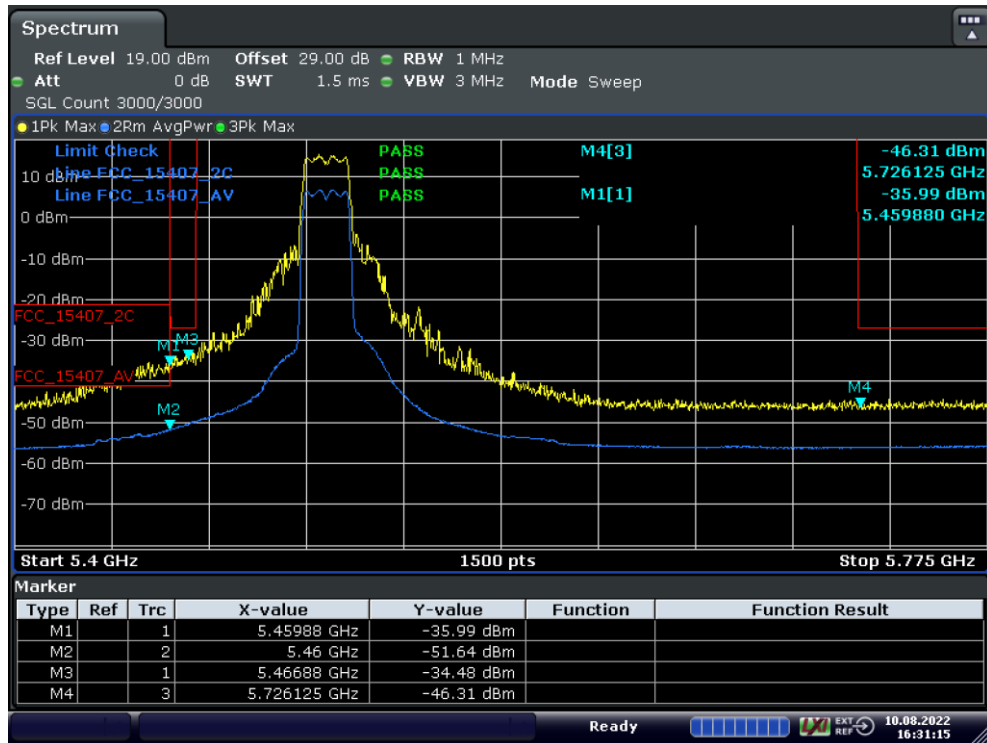 Spectrum
Ref Level 19.00 dBm Offset 29.00 dB RBW 1 MHz
Att 0 dB SWT 1.5 ms VBW 3 MHz Mode Sweep
SGL Count 3000/3000
1Pk Max 2Rm AvgPwr 3Pk Max
Limit Check PASS M4[3] -46.31 dBm
10 dBm Line FCC_15407_2C PASS 5.726125 GHz
Line FCC_15407_AV PASS M1[1] -35.99 dBm
0 dBm 5.459880 GHz
-10 dBm
-20 dBm
FCC_15407_2C
-30 dBm
M1 M3
FCC_15407_AV
M4
M2
-50 dBm
-60 dBm
-70 dBm
Start 5.4 GHz 1500 pts Stop 5.775 GHz
Marker
Type Ref Trc X-value Y-value Function Function Result
M1 1 5.45988 GHz -35.99 dBm
M2 2 5.46 GHz -51.64 dBm
M3 1 5.46688 GHz -34.48 dBm
M4 3 5.726125 GHz -46.31 dBm
Ready LXI EXT REF 10.08.2022
16:31:15